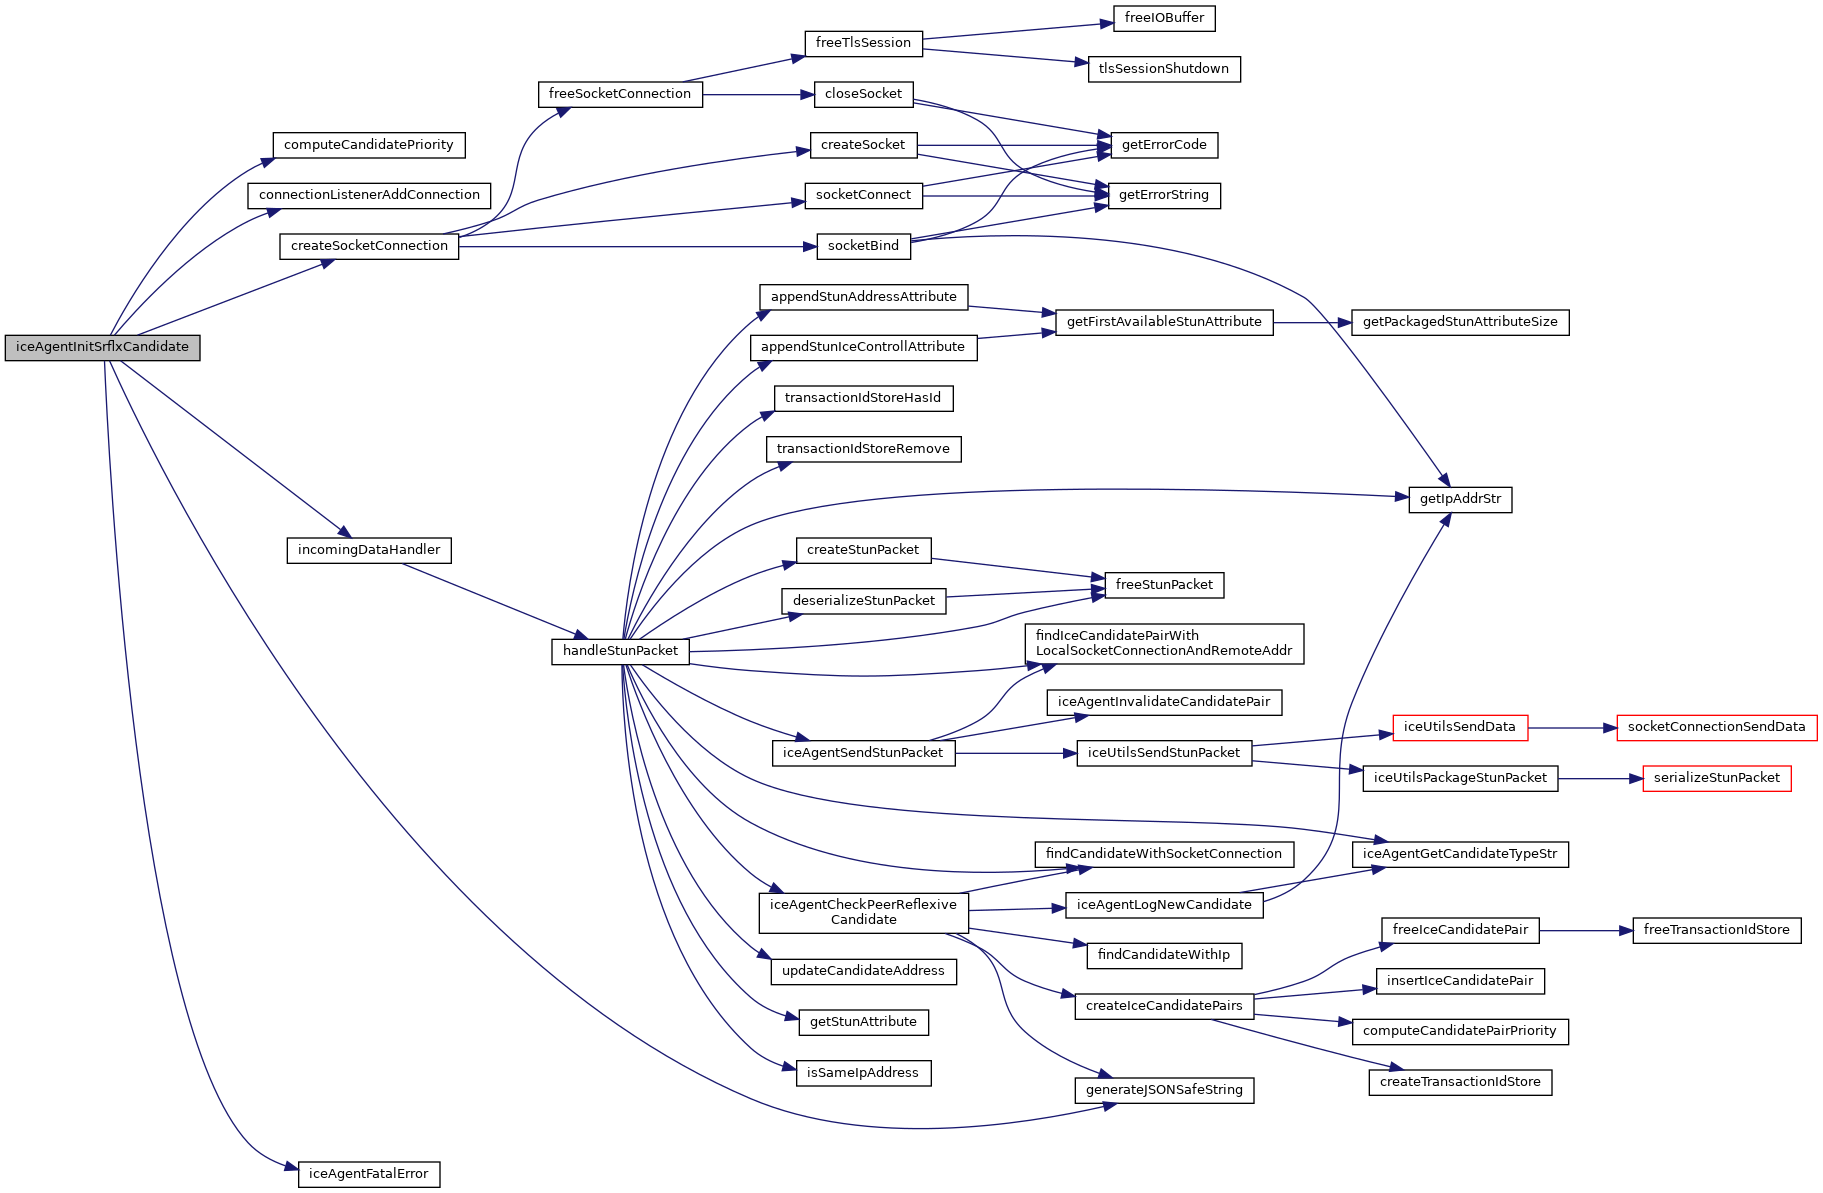 iceAgentInitSrflxCandidate
computeCandidatePriority
connectionListenerAddConnection
createSocketConnection
incomingDataHandler
iceAgentFatalError
freeSocketConnection
handleStunPacket
freeTlsSession
closeSocket
createSocket
socketConnect
socketBind
appendStunAddressAttribute
appendStunIceControllAttribute
transactionIdStoreHasId
transactionIdStoreRemove
createStunPacket
deserializeStunPacket
iceAgentSendStunPacket
iceAgentCheckPeerReflexive
Candidate
updateCandidateAddress
getStunAttribute
isSameIpAddress
freeIOBuffer
tlsSessionShutdown
getErrorCode
getErrorString
getFirstAvailableStunAttribute
freeStunPacket
findIceCandidatePairWith
LocalSocketConnectionAndRemoteAddr
iceAgentInvalidateCandidatePair
iceUtilsSendStunPacket
findCandidateWithSocketConnection
iceAgentLogNewCandidate
findCandidateWithIp
createIceCandidatePairs
generateJSONSafeString
getPackagedStunAttributeSize
getIpAddrStr
iceUtilsSendData
iceUtilsPackageStunPacket
iceAgentGetCandidateTypeStr
freeIceCandidatePair
insertIceCandidatePair
computeCandidatePairPriority
createTransactionIdStore
socketConnectionSendData
serializeStunPacket
freeTransactionIdStore